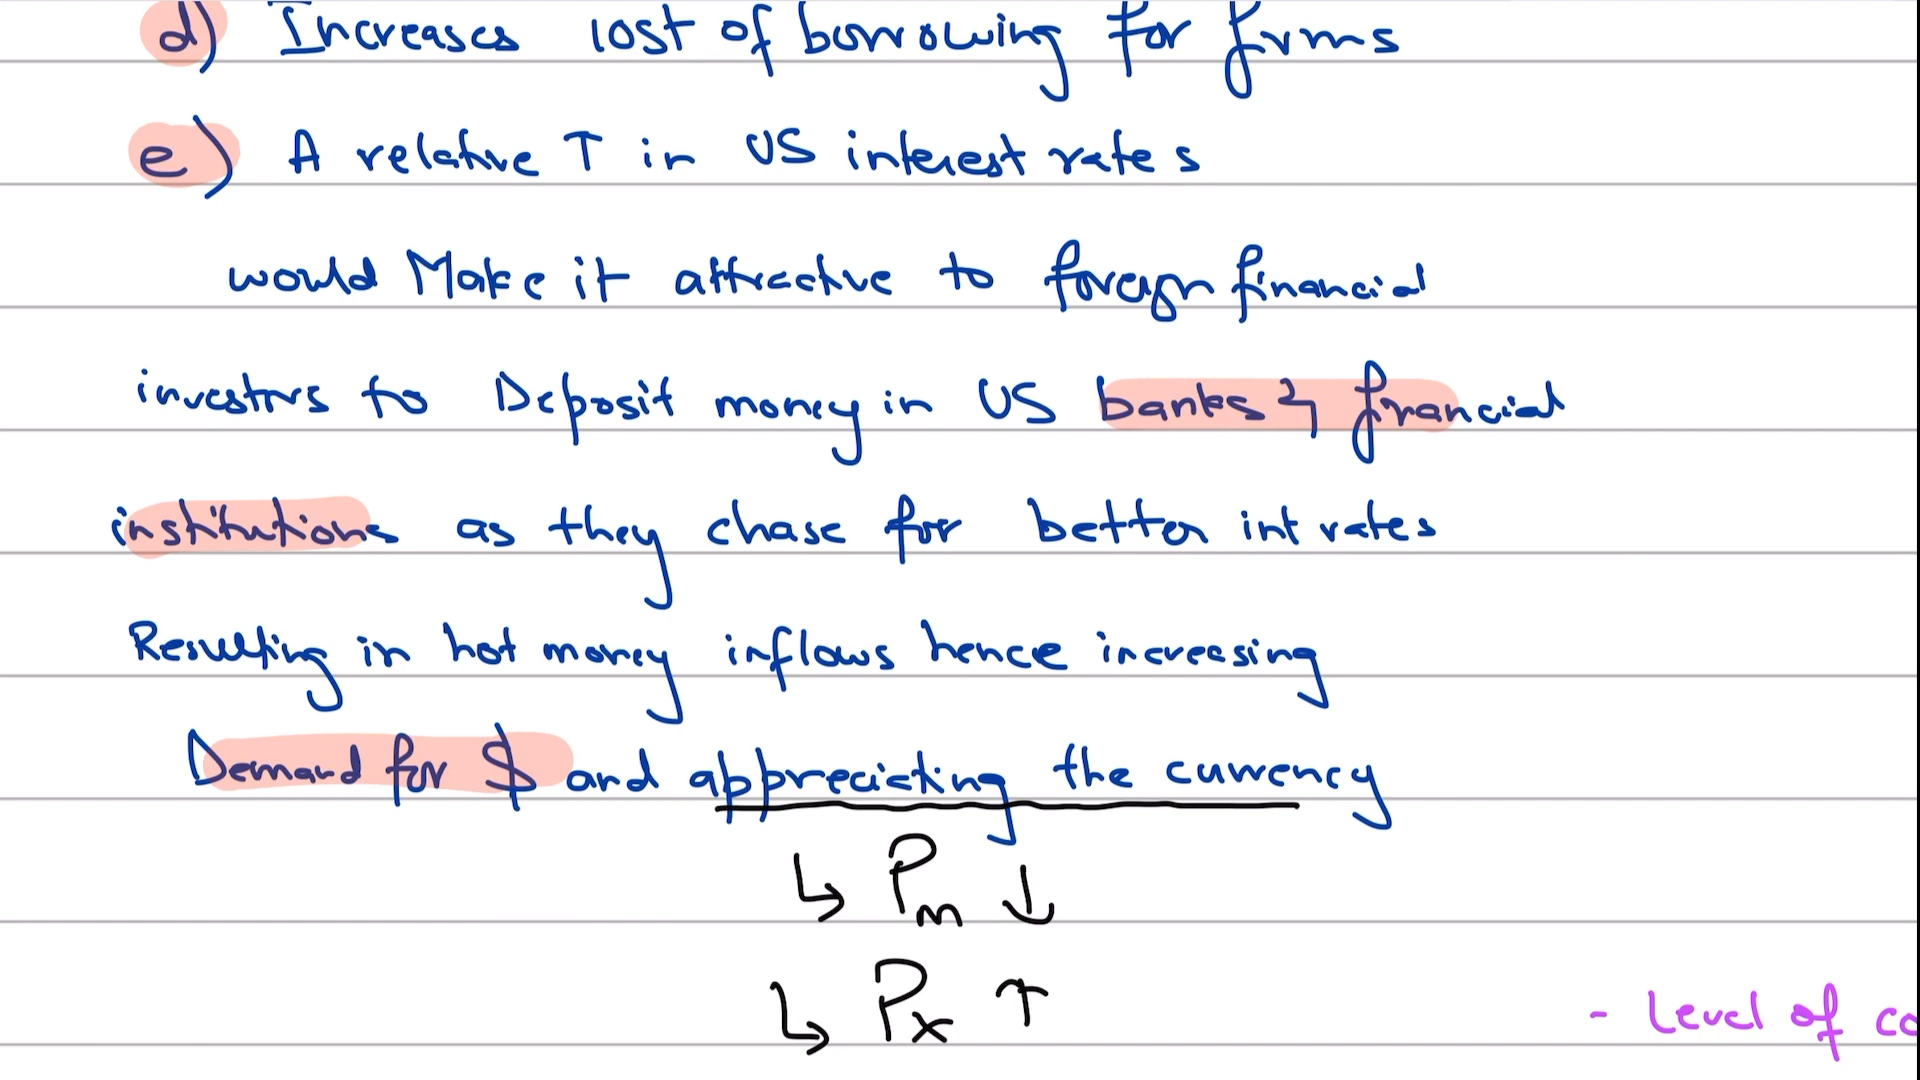 d) Increases cost of borrowing for firms
e) A relative ↑ in US interest rates
would Make it attractive to foreign financial
investors to Deposit money in US banks & financial
institutions as they chase for better int rates
Resulting in hot money inflows hence increasing
Demand for $ and appreciating the currency
↳ Pm ↓
↳ Px ↑
- Level of co